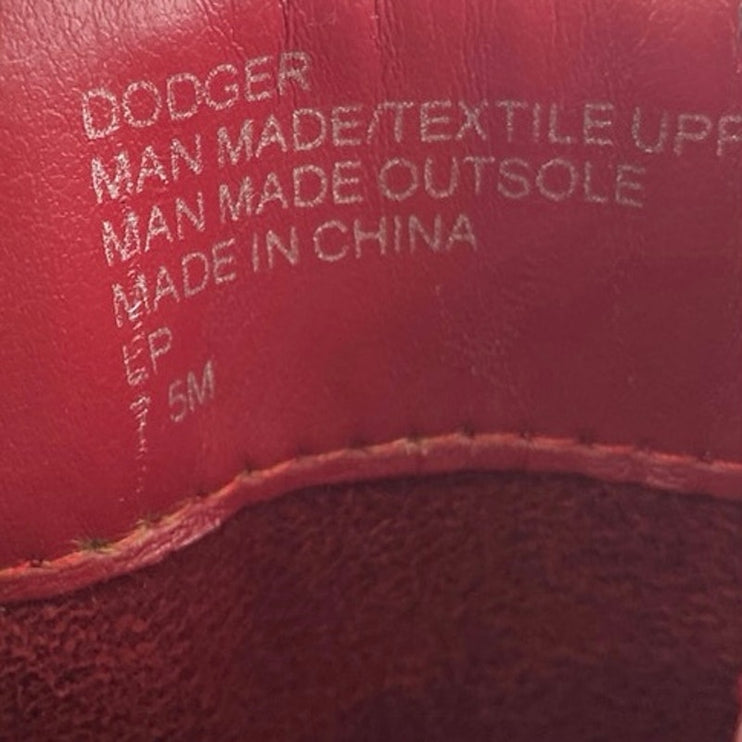 DODGER
MAN MADE/TEXTILE UPP
MAN MADE OUTSOLE
MADE IN CHINA
EP
7 5M